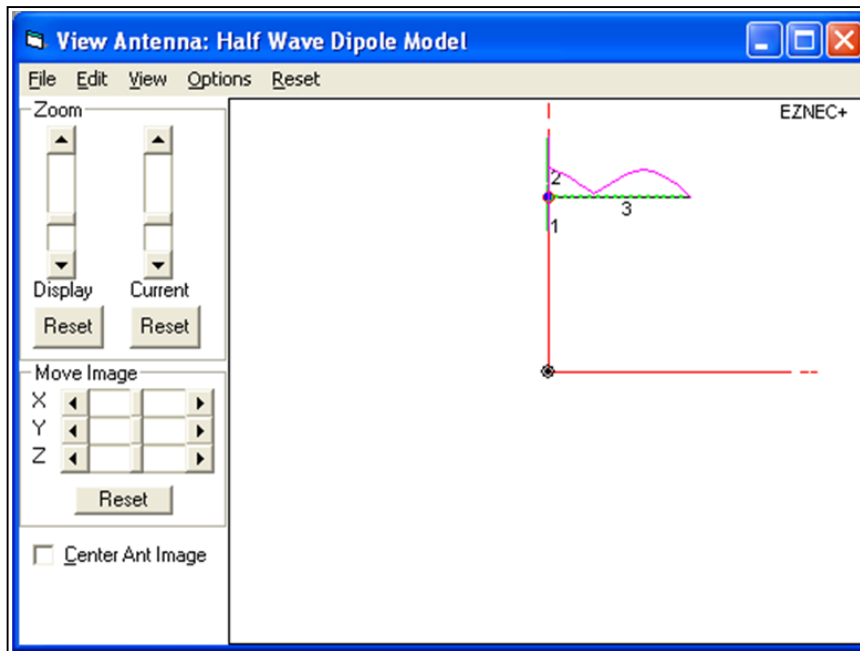 View Antenna: Half Wave Dipole Model
File Edit View Options Reset
Zoom
EZNEC+
2
3
1
Display Current
Reset Reset
Move Image
X
Y
Z
Reset
Center Ant Image